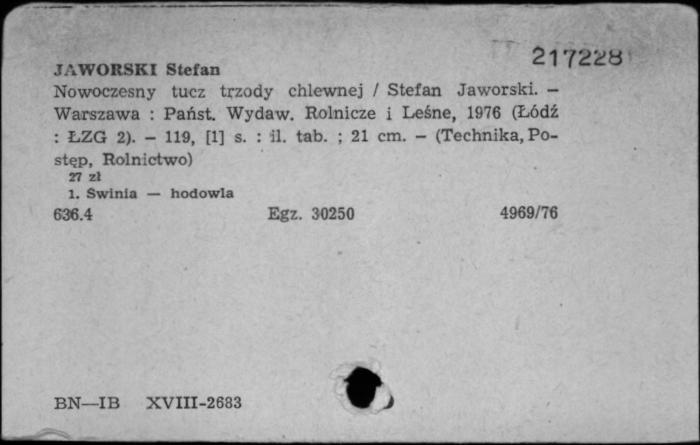 217228
JAWORSKI Stefan
Nowoczesny tucz trzody chlewnej / Stefan Jaworski. —
Warszawa : Państ. Wydaw. Rolnicze i Leśne, 1976 (Łódź
: ŁZG 2). — 119, [1] s. : il. tab. ; 21 cm. — (Technika, Po-
stęp, Rolnictwo)
27 zł
1. Swinia — hodowla
636.4 Egz. 30250 4969/76
BN—IB XVIII-2683